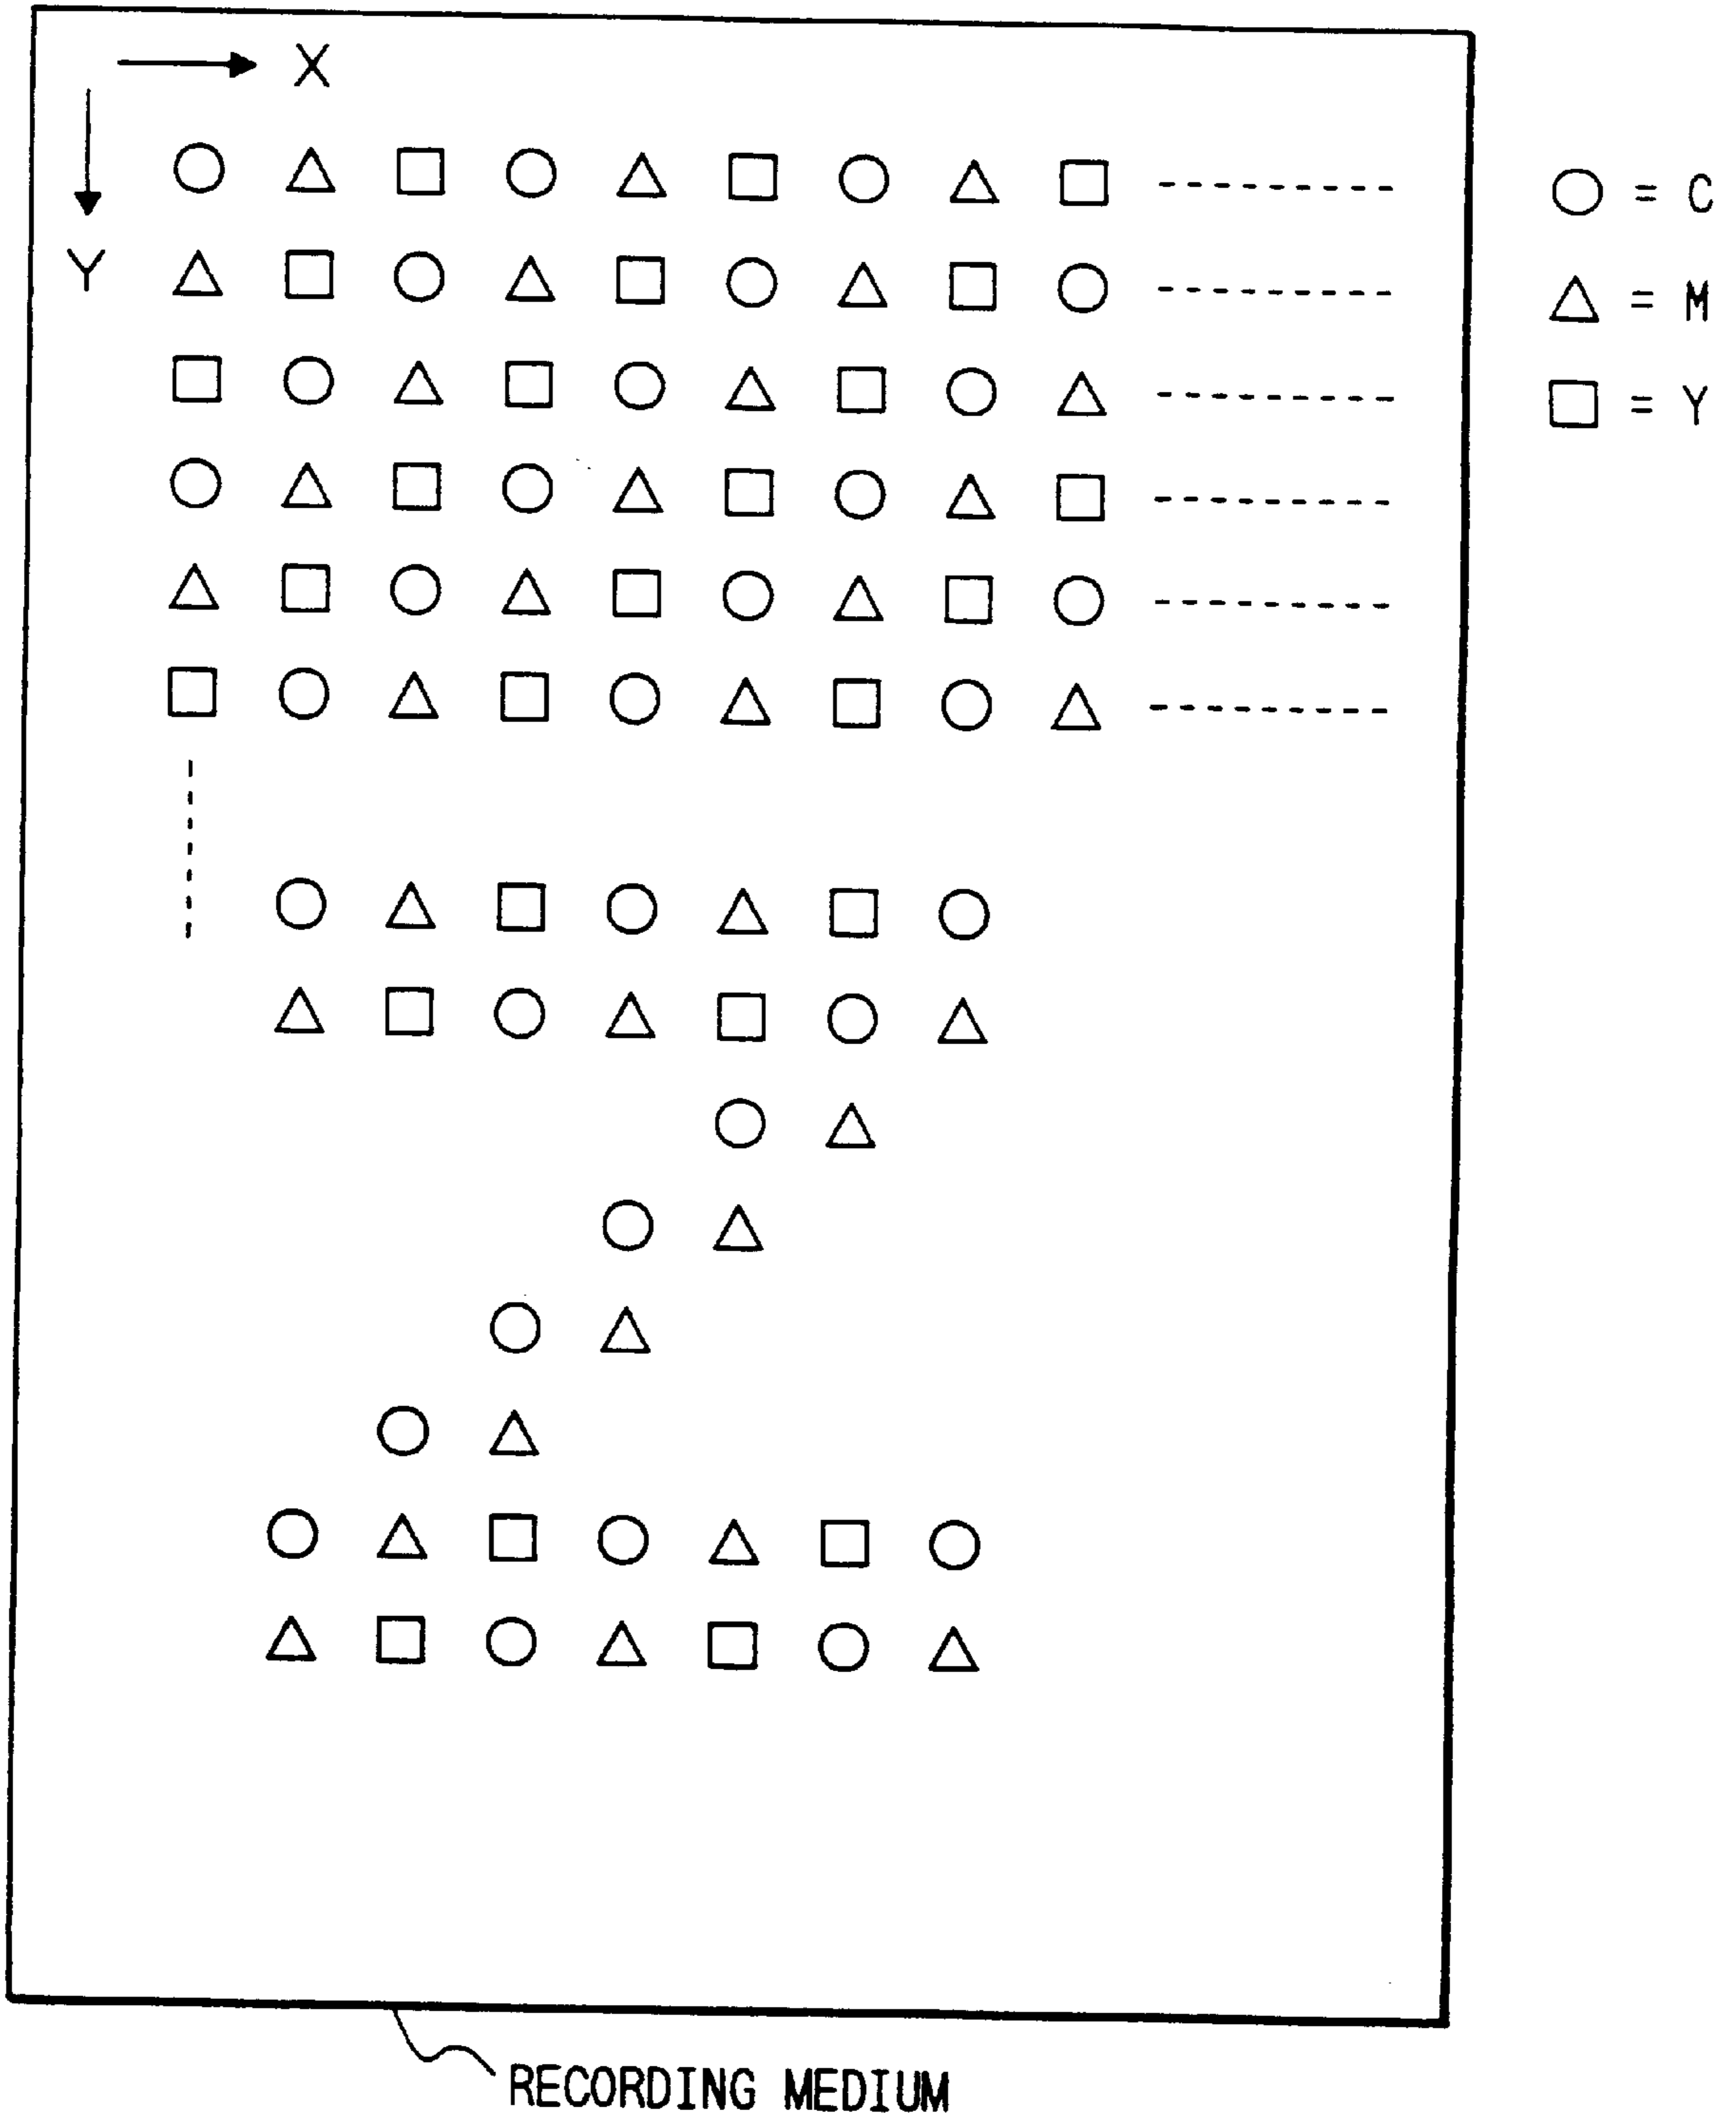 X
Y
○ = C
△ = M
□ = Y
RECORDING MEDIUM